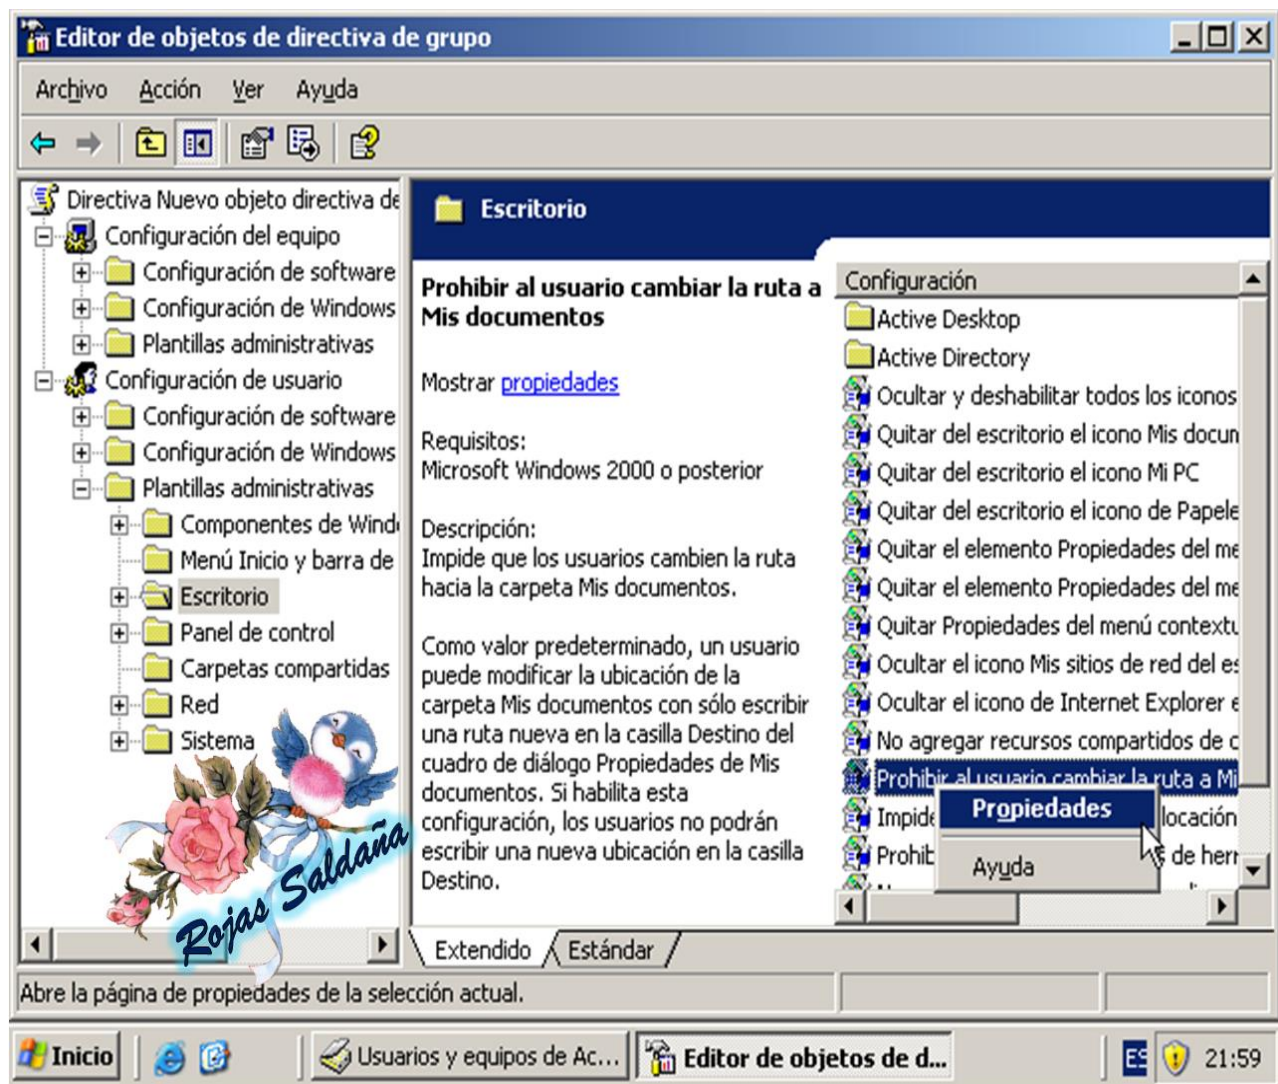 Editor de objetos de directiva de grupo
Archivo Acción Ver Ayuda
Directiva Nuevo objeto directiva de
Configuración del equipo
Configuración de software
Configuración de Windows
Plantillas administrativas
Configuración de usuario
Configuración de software
Configuración de Windows
Plantillas administrativas
Componentes de Wind
Menú Inicio y barra de
Escritorio
Panel de control
Carpetas compartidas
Red
Sistema
Rojas Saldaña
Escritorio
Prohibir al usuario cambiar la ruta a
Mis documentos
Mostrar propiedades
Requisitos:
Microsoft Windows 2000 o posterior
Descripción:
Impide que los usuarios cambien la ruta
hacia la carpeta Mis documentos.
Como valor predeterminado, un usuario
puede modificar la ubicación de la
carpeta Mis documentos con sólo escribir
una ruta nueva en la casilla Destino del
cuadro de diálogo Propiedades de Mis
documentos. Si habilita esta
configuración, los usuarios no podrán
escribir una nueva ubicación en la casilla
Destino.
Configuración
Active Desktop
Active Directory
Ocultar y deshabilitar todos los iconos
Quitar del escritorio el icono Mis docun
Quitar del escritorio el icono Mi PC
Quitar del escritorio el icono de Papele
Quitar el elemento Propiedades del me
Quitar el elemento Propiedades del me
Quitar Propiedades del menú contextu
Ocultar el icono Mis sitios de red del es
Ocultar el icono de Internet Explorer e
No agregar recursos compartidos de c
Prohibir al usuario cambiar la ruta a Mi
Impide locación
Prohib de herr
Propiedades
Ayuda
Extendido Estándar
Abre la página de propiedades de la selección actual.
Inicio Usuarios y equipos de Ac... Editor de objetos de d... ES 21:59